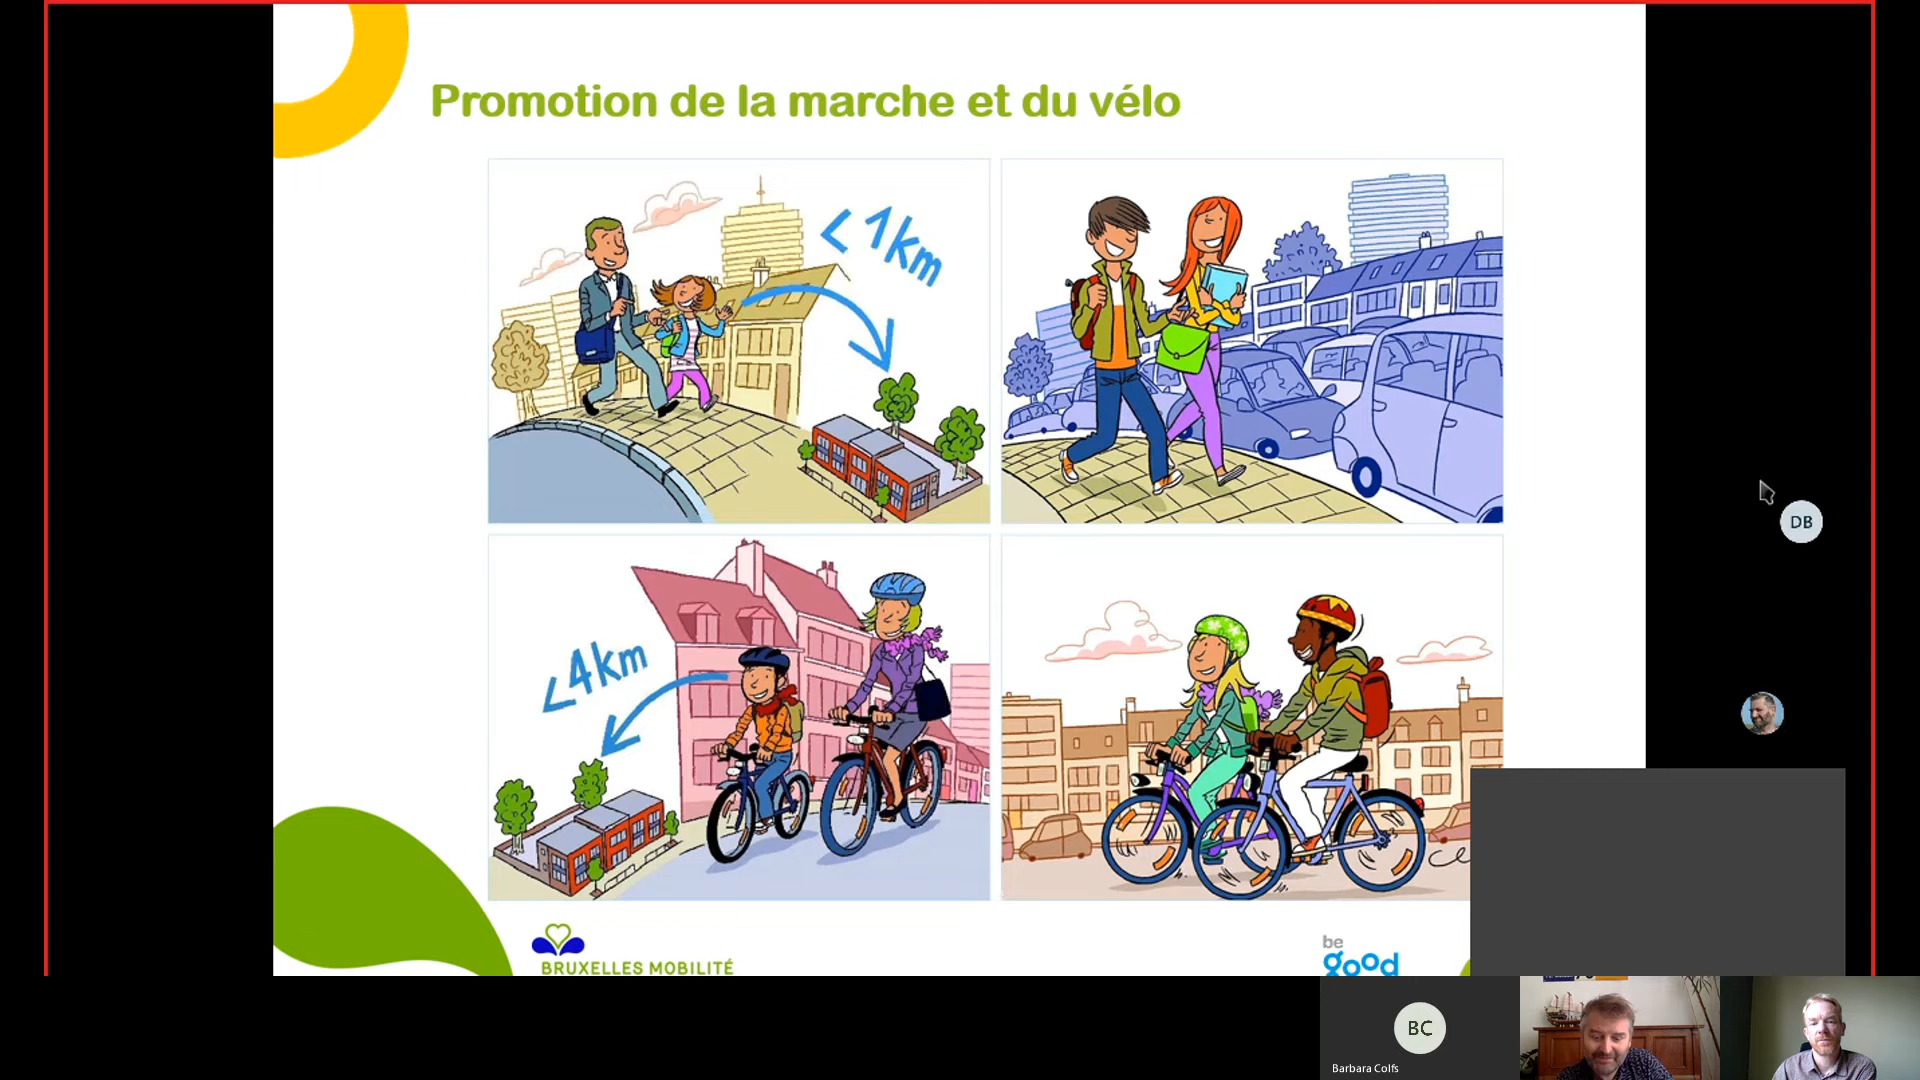 Promotion de la marche et du vélo
< 1km
< 4km
BRUXELLES MOBILITÉ
be
good
DB
BC
Barbara Colfs